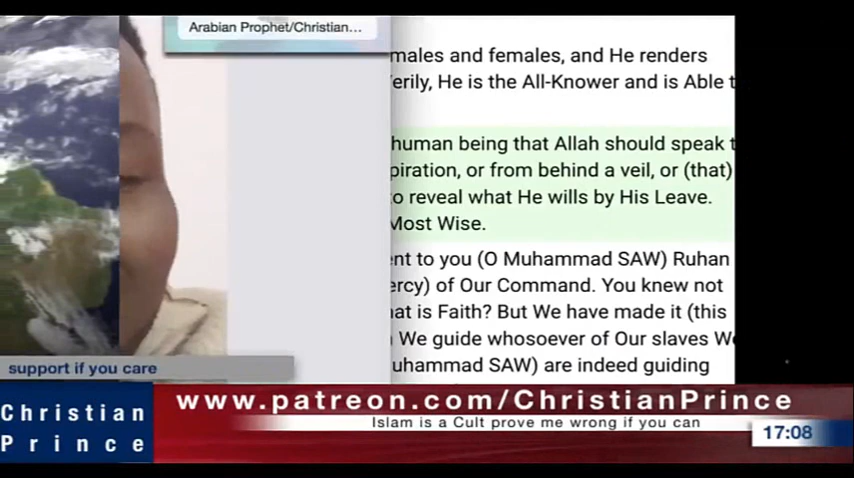 Arabian Prophet/Christian...
males and females, and He renders
erily, He is the All-Knower and is Able
human being that Allah should speak
piration, or from behind a veil, or (that)
o reveal what He wills by His Leave.
Most Wise.
nt to you (O Muhammad SAW) Ruhan
ercy) of Our Command. You knew not
at is Faith? But We have made it (this
We guide whosoever of Our slaves We
uhammad SAW) are indeed guiding
support if you care
Christian
Prince
www.patreon.com/ChristianPrince
Islam is a Cult prove me wrong if you can
17:08